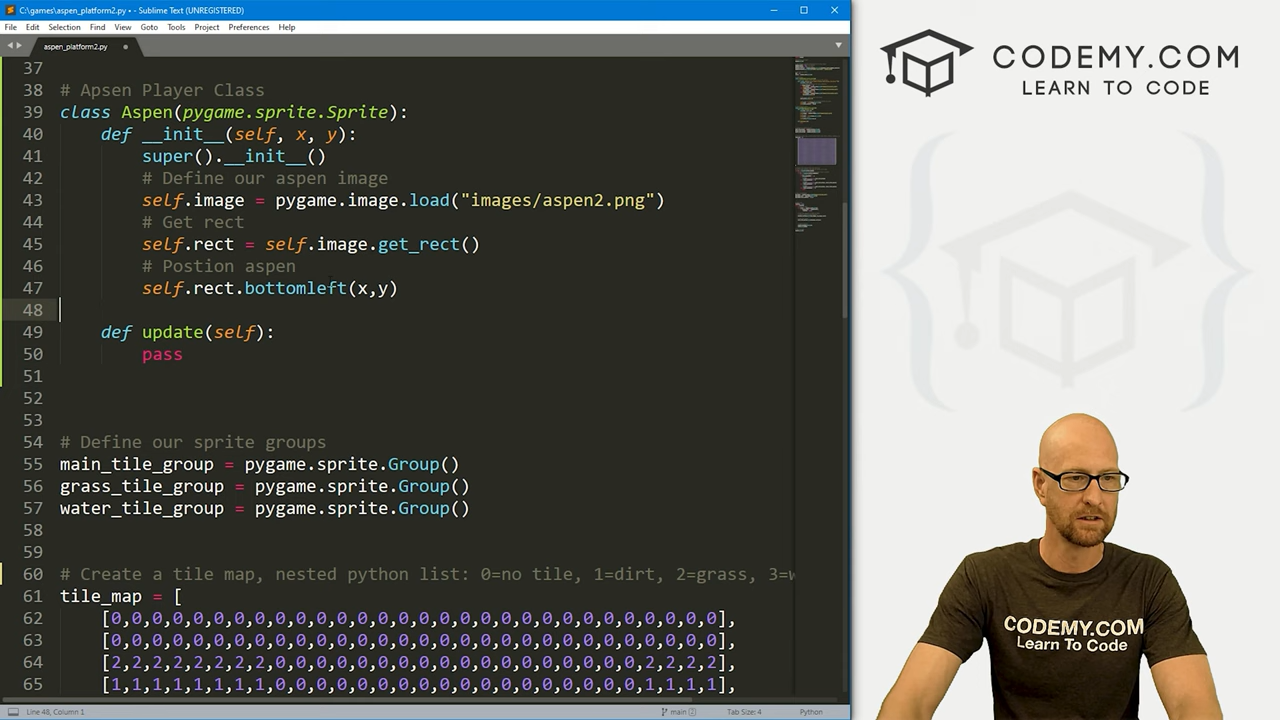 C:\games\aspen_platform2.py • - Sublime Text (UNREGISTERED)
File Edit Selection Find View Goto Tools Project Preferences Help
aspen_platform2.py
37
38 # Apsen Player Class
39 class Aspen(pygame.sprite.Sprite):
40 def __init__(self, x, y):
41 super().__init__()
42 # Define our aspen image
43 self.image = pygame.image.load("images/aspen2.png")
44 # Get rect
45 self.rect = self.image.get_rect()
46 # Postion aspen
47 self.rect.bottomleft(x,y)
48
49 def update(self):
50 pass
51
52
53
54 # Define our sprite groups
55 main_tile_group = pygame.sprite.Group()
56 grass_tile_group = pygame.sprite.Group()
57 water_tile_group = pygame.sprite.Group()
58
59
60 # Create a tile map, nested python list: 0=no tile, 1=dirt, 2=grass, 3=w
61 tile_map = [
62 [0,0,0,0,0,0,0,0,0,0,0,0,0,0,0,0,0,0,0,0,0,0,0,0,0,0,0,0,0,0],
63 [0,0,0,0,0,0,0,0,0,0,0,0,0,0,0,0,0,0,0,0,0,0,0,0,0,0,0,0,0,0],
64 [2,2,2,2,2,2,2,2,0,0,0,0,0,0,0,0,0,0,0,0,0,0,0,0,0,0,2,2,2,2],
65 [1,1,1,1,1,1,1,1,0,0,0,0,0,0,0,0,0,0,0,0,0,0,0,0,0,0,1,1,1,1],
Line 48, Column 1
main 2
Tab Size: 4
Python
CODEMY.COM
LEARN TO CODE
CODEMY.COM
Learn To Code